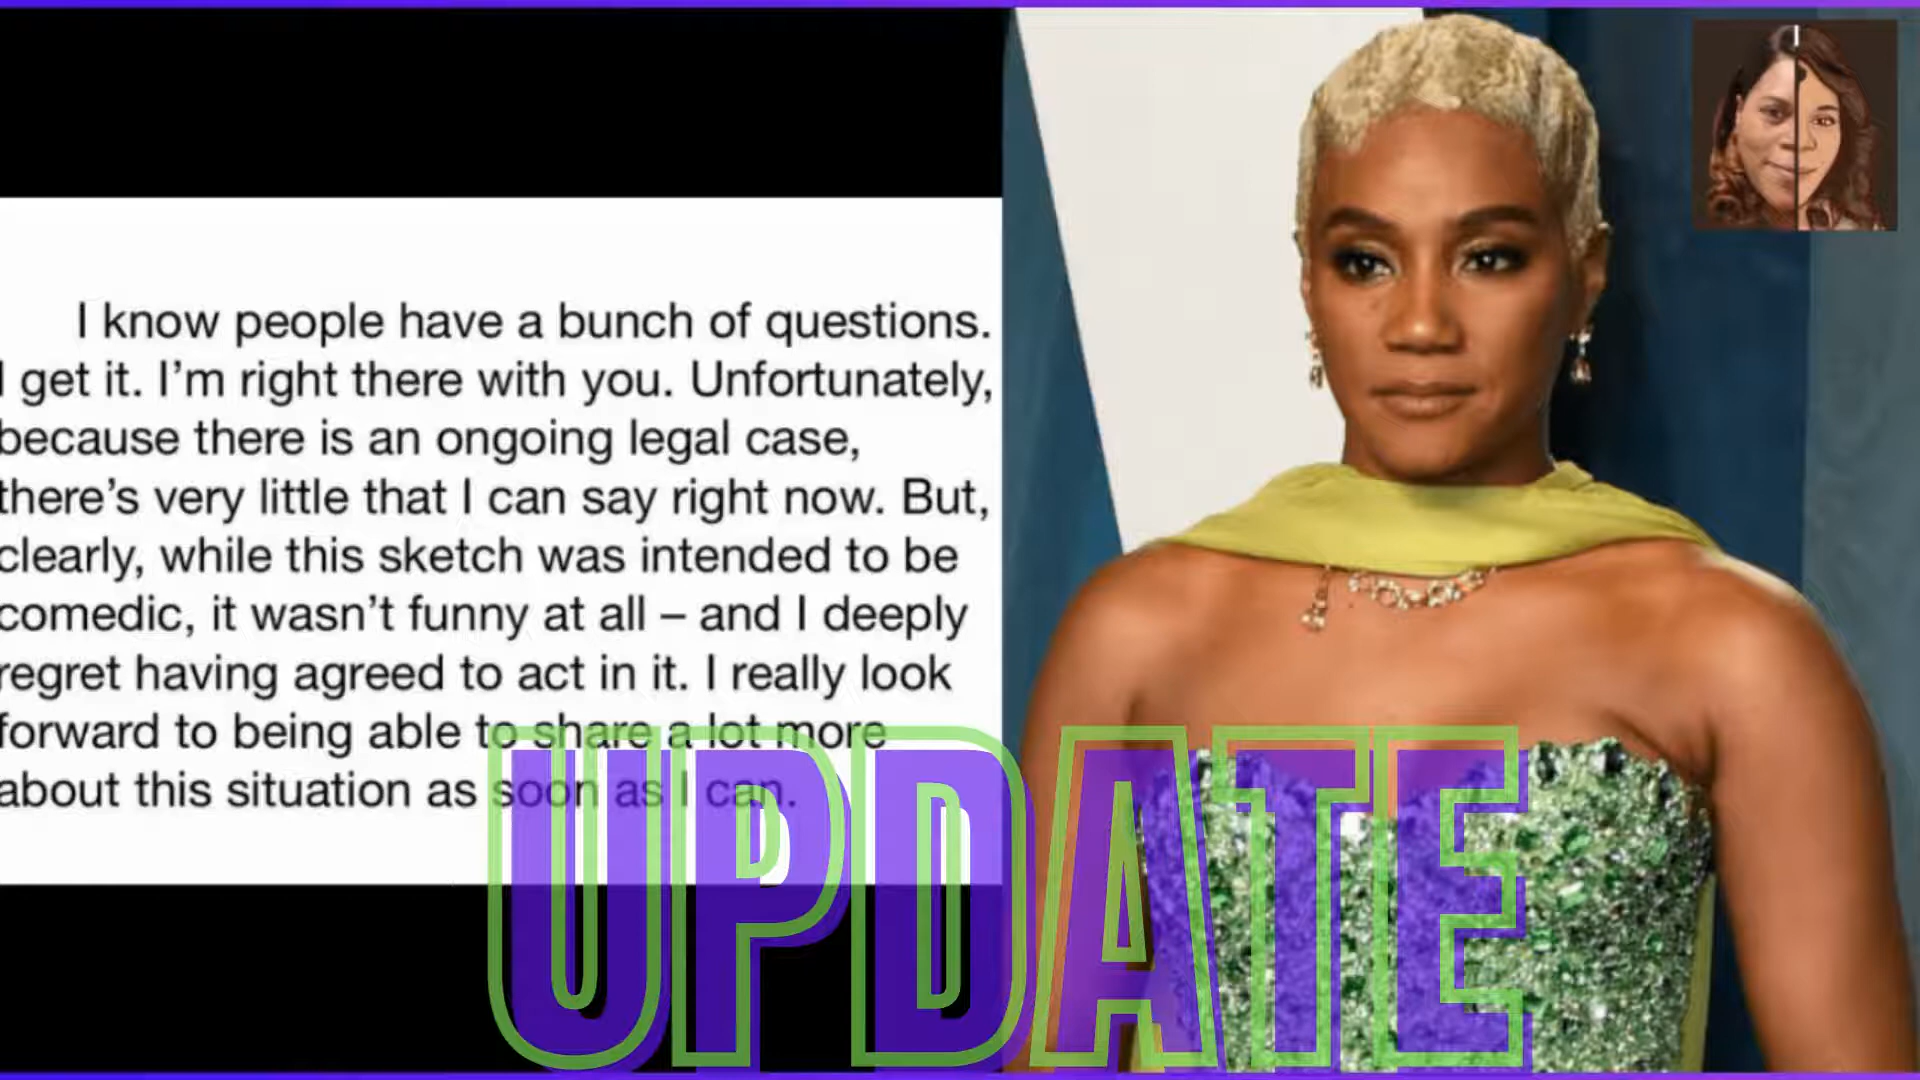 I know people have a bunch of questions.
I get it. I’m right there with you. Unfortunately,
because there is an ongoing legal case,
there’s very little that I can say right now. But,
clearly, while this sketch was intended to be
comedic, it wasn’t funny at all – and I deeply
regret having agreed to act in it. I really look
forward to being able to share a lot more
about this situation as soon as I can.
UPDATE